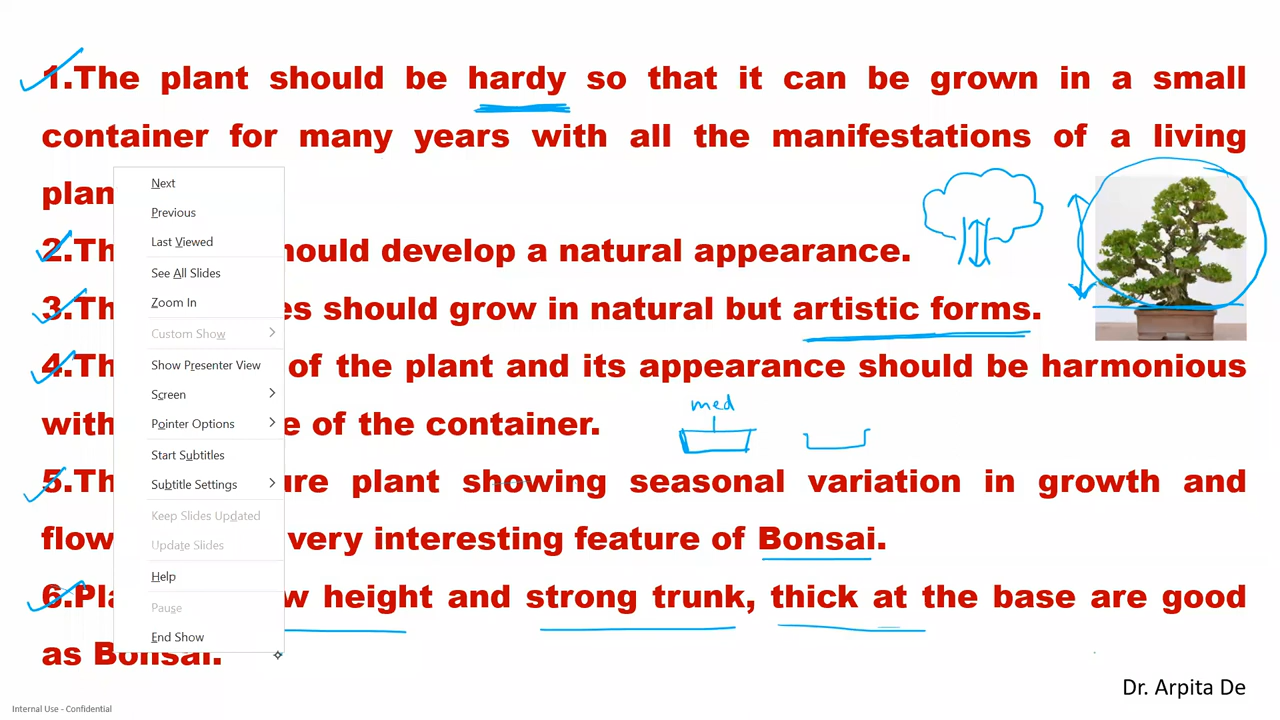 1.The plant should be hardy so that it can be grown in a small
container for many years with all the manifestations of a living
plan
2.Th hould develop a natural appearance.
3.Th es should grow in natural but artistic forms.
4.Th of the plant and its appearance should be harmonious
with e of the container.
med
5.Th ure plant showing seasonal variation in growth and
flow very interesting feature of Bonsai.
6.Pla w height and strong trunk, thick at the base are good
as Bonsai.
Next
Previous
Last Viewed
See All Slides
Zoom In
Custom Show
Show Presenter View
Screen
Pointer Options
Start Subtitles
Subtitle Settings
Keep Slides Updated
Update Slides
Help
Pause
End Show
Dr. Arpita De
Internal Use - Confidential